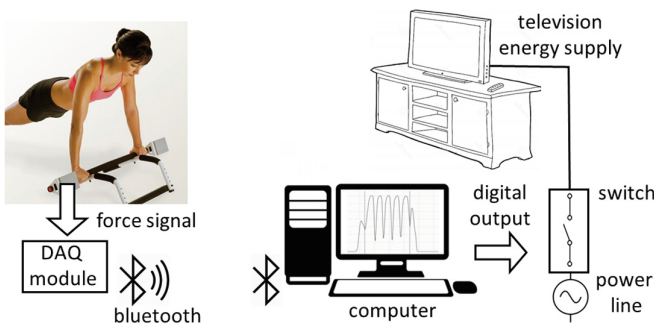 television
energy supply
force signal
DAQ
module
bluetooth
computer
digital
output
switch
power
line